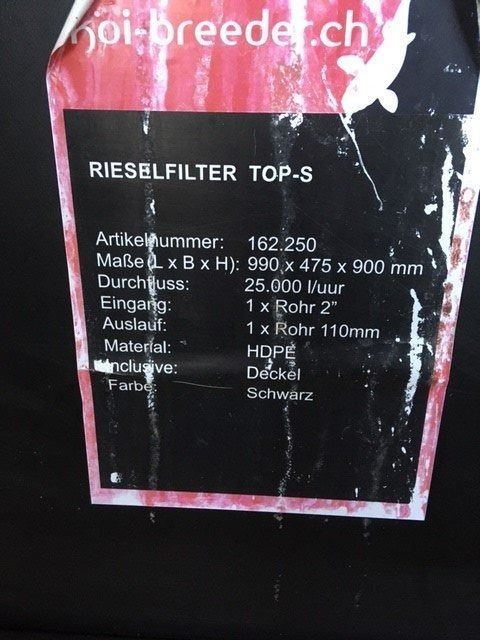 koi-breeder.ch
RIESELFILTER TOP-S
Artikelnummer: 162.250
Maße(L x B x H): 990 x 475 x 900 mm
Durchfluss: 25.000 l/uur
Eingang: 1 x Rohr 2"
Auslauf: 1 x Rohr 110mm
Material: HDPE
Inclusive: Deckel
Farbe: Schwarz